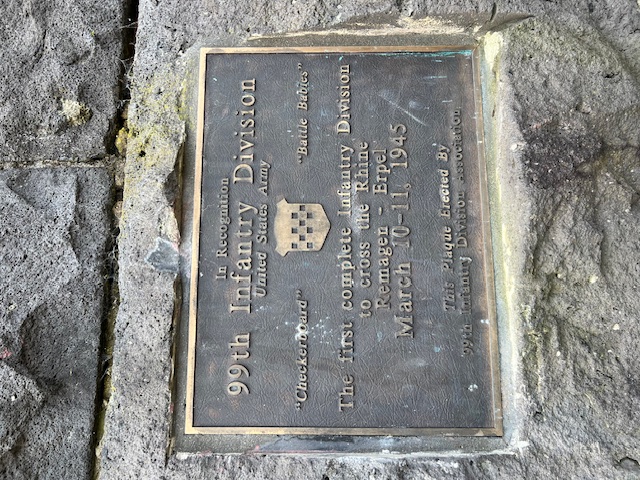 In Recognition
99th Infantry Division
United States Army
"Checkerboard" "Battle Babies"
The first complete Infantry Division
to cross the Rhine
Remagen - Erpel
March 10-11, 1945
This Plaque Erected By
99th Infantry Division Association